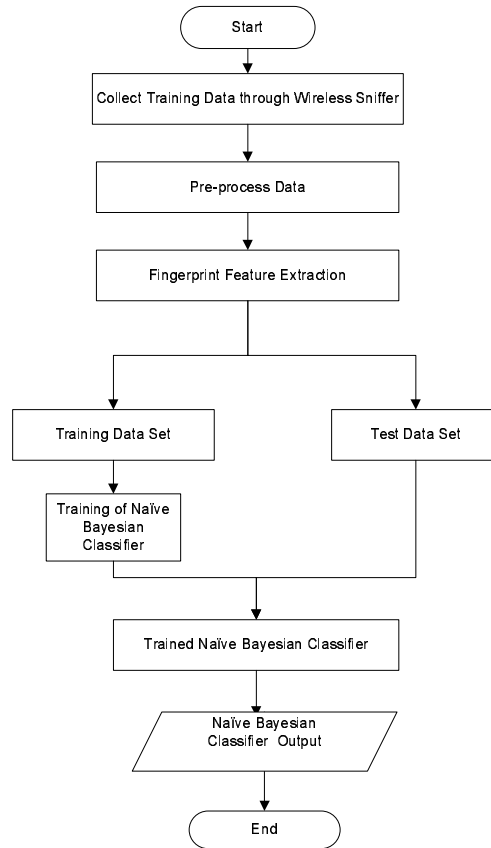 Start
Collect Training Data through Wireless Sniffer
Pre-process Data
Fingerprint Feature Extraction
Training Data Set
Test Data Set
Training of Naïve
Bayesian
Classifier
Trained Naïve Bayesian Classifier
Naïve Bayesian
Classifier Output
End